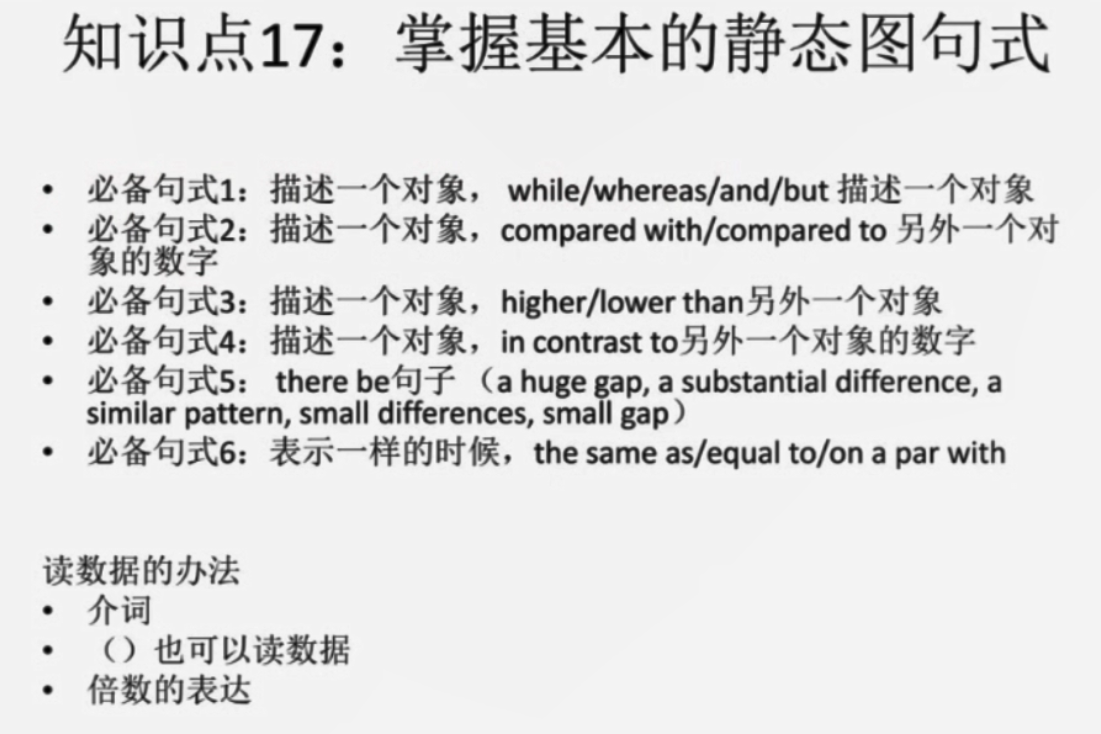 知识点17：掌握基本的静态图句式
• 必备句式1：描述一个对象， while/whereas/and/but 描述一个对象
• 必备句式2：描述一个对象，compared with/compared to 另外一个对
象的数字
• 必备句式3：描述一个对象，higher/lower than另外一个对象
• 必备句式4：描述一个对象，in contrast to另外一个对象的数字
• 必备句式5： there be句子 （a huge gap, a substantial difference, a
similar pattern, small differences, small gap）
• 必备句式6：表示一样的时候，the same as/equal to/on a par with
读数据的办法
• 介词
• （）也可以读数据
• 倍数的表达